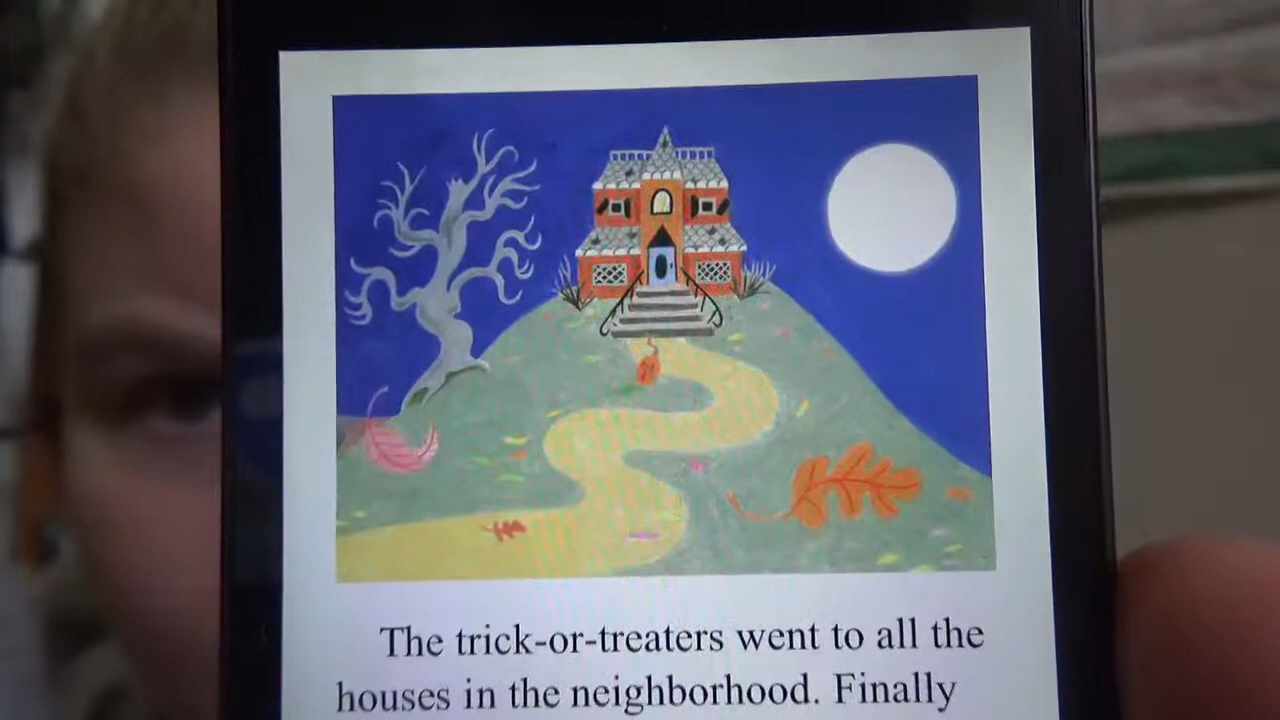 The trick-or-treaters went to all the
houses in the neighborhood. Finally